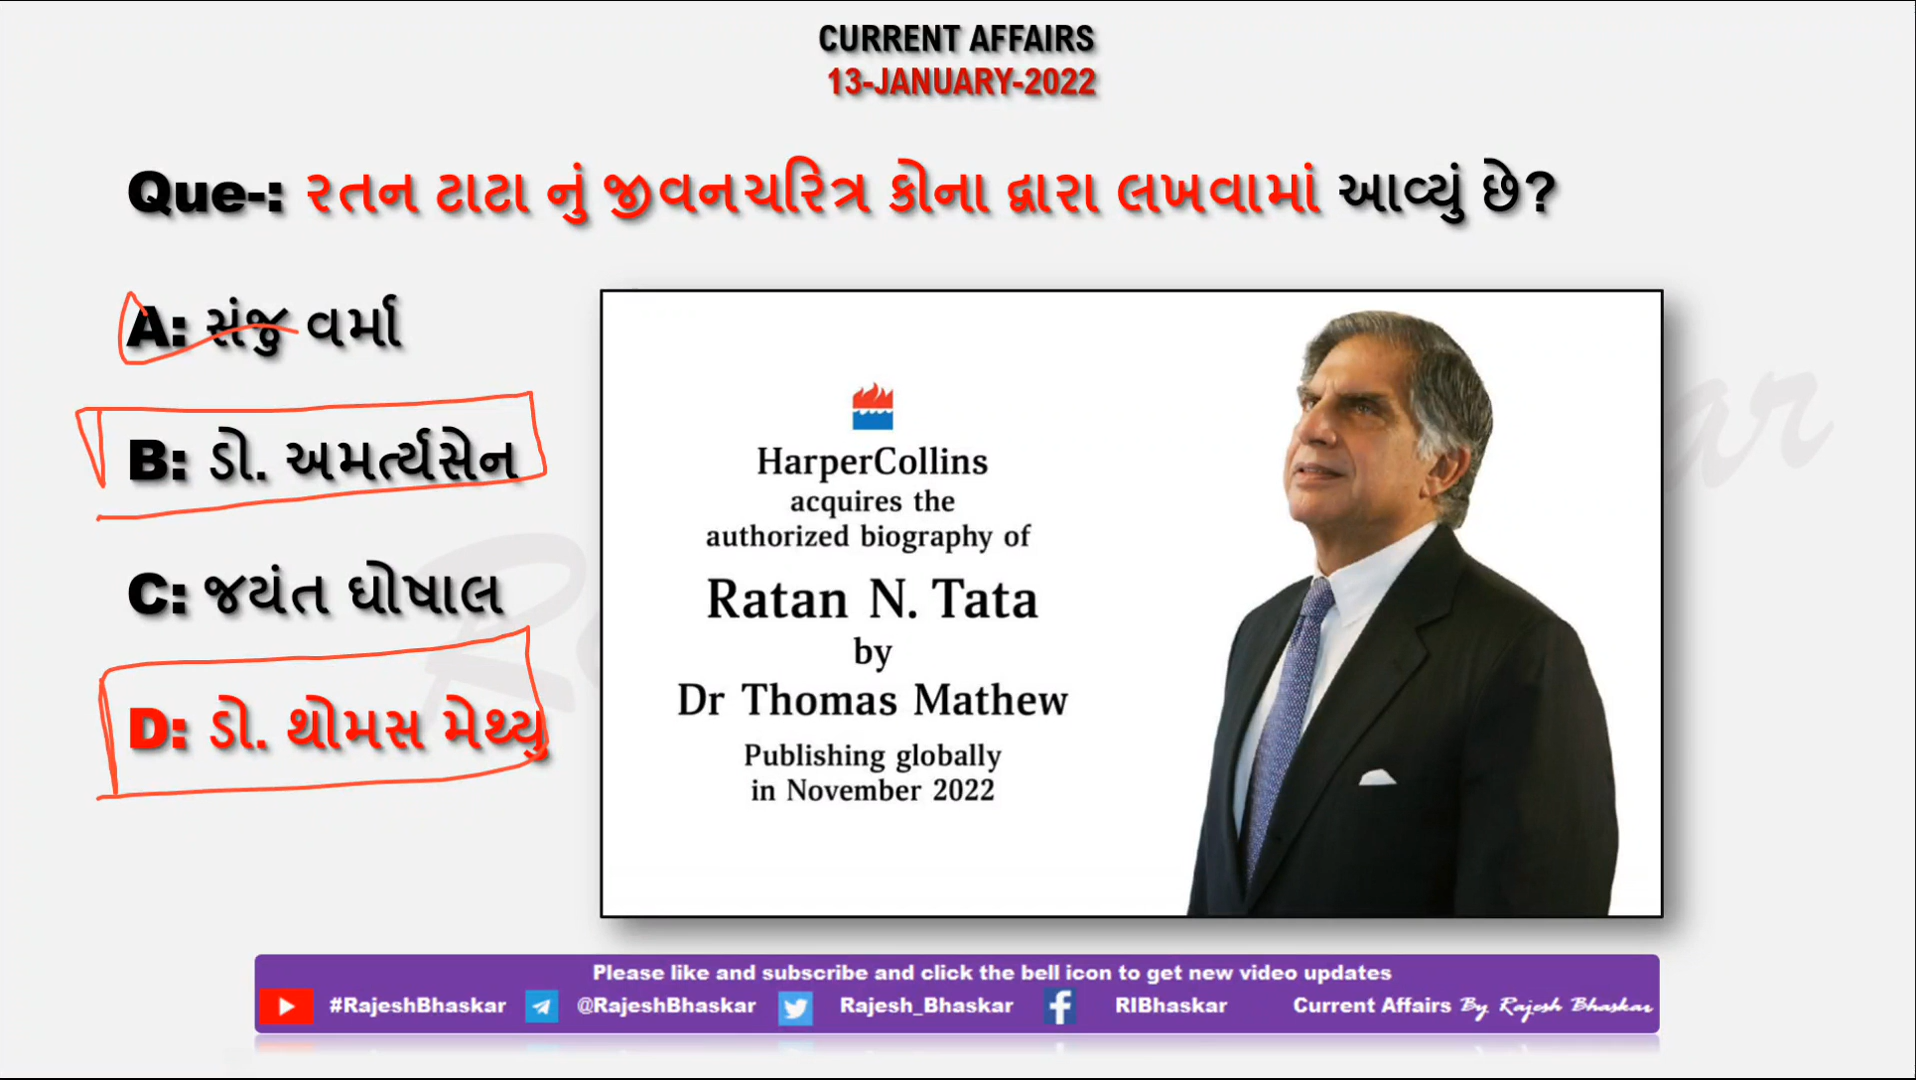 CURRENT AFFAIRS
13-JANUARY-2022
Que-: રતન ટાટા નું જીવનચરિત્ર કોના દ્વારા લખવામાં આવ્યું છે?
A: સંજુ વર્મા
B: ડો. અમર્ત્યસેન
C: જયંત ઘોષાલ
D: ડો. થોમસ મેથ્યુ
HarperCollins
acquires the
authorized biography of
Ratan N. Tata
by
Dr Thomas Mathew
Publishing globally
in November 2022
Please like and subscribe and click the bell icon to get new video updates
#RajeshBhaskar @RajeshBhaskar Rajesh_Bhaskar RIBhaskar Current Affairs By Rajesh Bhaskar